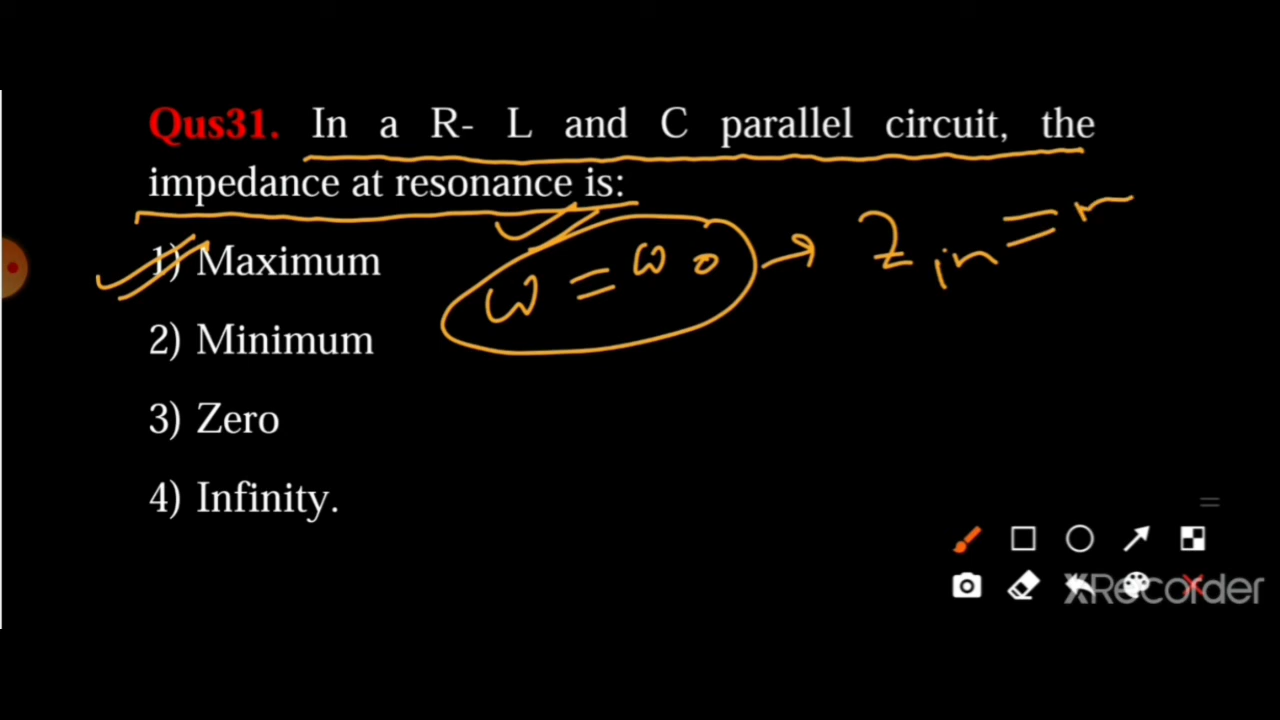 Qus31. In a R- L and C parallel circuit, the
impedance at resonance is:
1) Maximum
ω = ω₀ → Zin =
2) Minimum
3) Zero
4) Infinity.
XRecorder